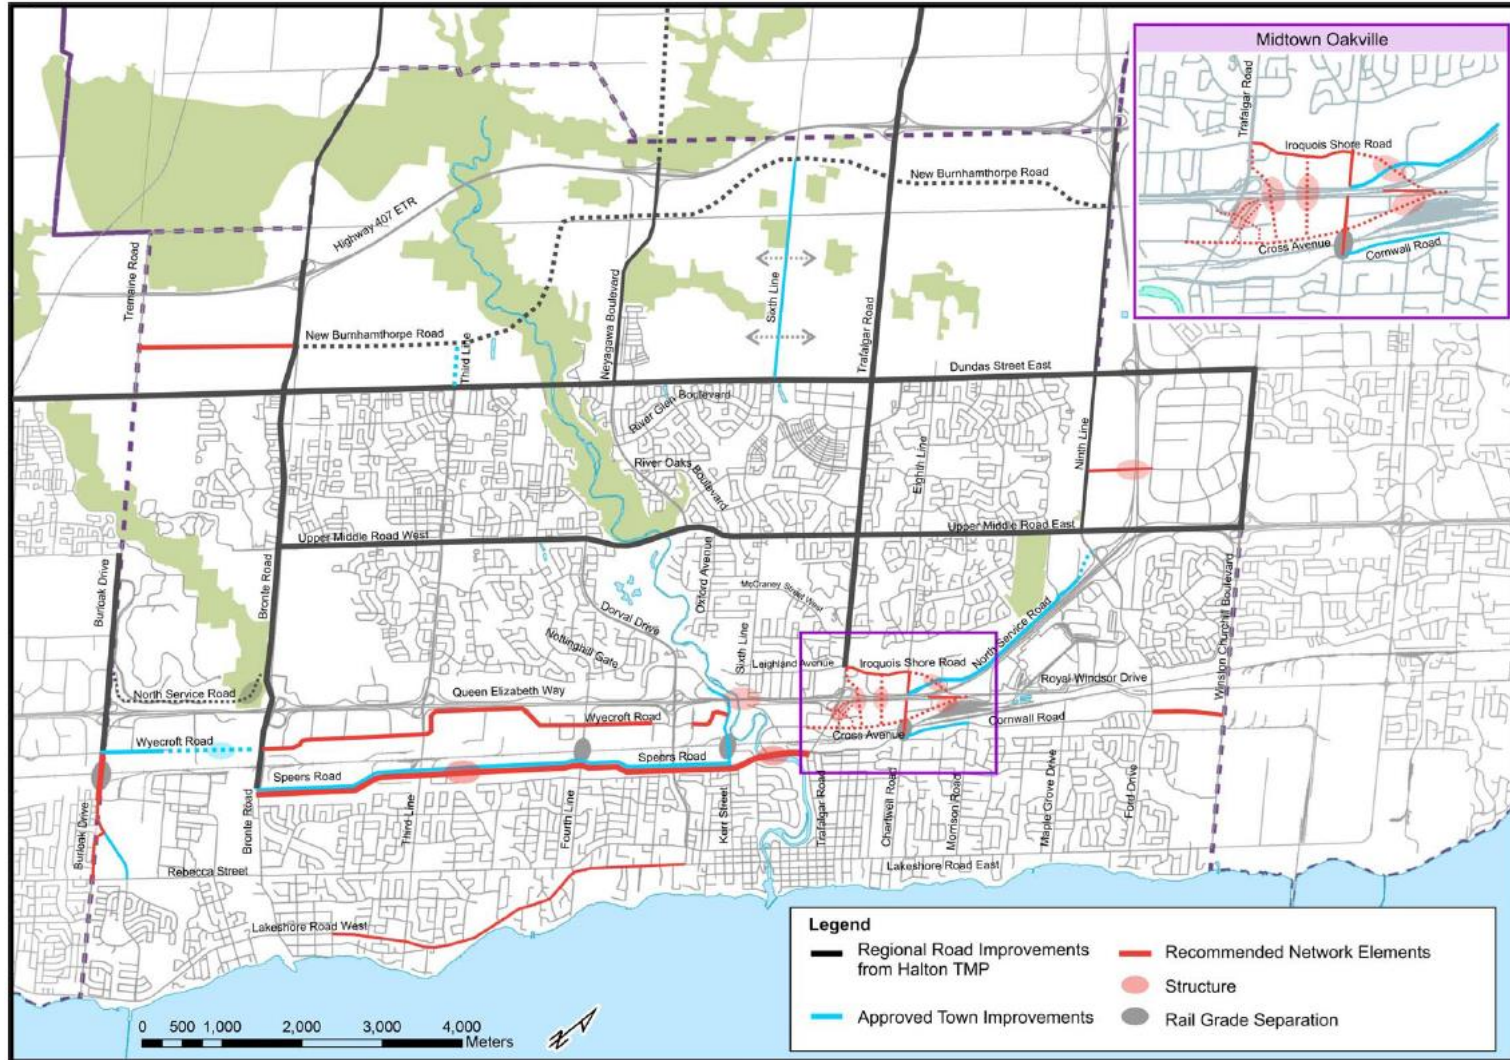 Midtown Oakville
Trafalgar Road
Iroquois Shore Road
Cross Avenue
Cornwall Road
Highway 407 ETR
New Burnhamthorpe Road
Tremaine Road
Neyagawa Boulevard
Sixth Line
Trafalgar Road
New Burnhamthorpe Road
Third Line
Dundas Street East
River Glen Boulevard
River Oaks Boulevard
Eighth Line
Ninth Line
Upper Middle Road West
Upper Middle Road East
Burloak Drive
Bronte Road
Oxford Avenue
McCraney Street West
Dorval Drive
Nottinghill Gate
Sixth Line
Leighland Avenue
Iroquois Shore Road
North Service Road
Winston Churchill Boulevard
North Service Road
Queen Elizabeth Way
Royal Windsor Drive
Wyecroft Road
Wyecroft Road
Cross Avenue
Cornwall Road
Speers Road
Speers Road
Burloak Drive
Bronte Road
Third Line
Fourth Line
Kerr Street
Trafalgar Road
Chartwell Road
Morrison Road
Maple Grove Drive
Ford Drive
Rebecca Street
Lakeshore Road East
Lakeshore Road West
Legend
Regional Road Improvements
from Halton TMP
Approved Town Improvements
Recommended Network Elements
Structure
Rail Grade Separation
0 500 1,000 2,000 3,000 4,000
Meters
N